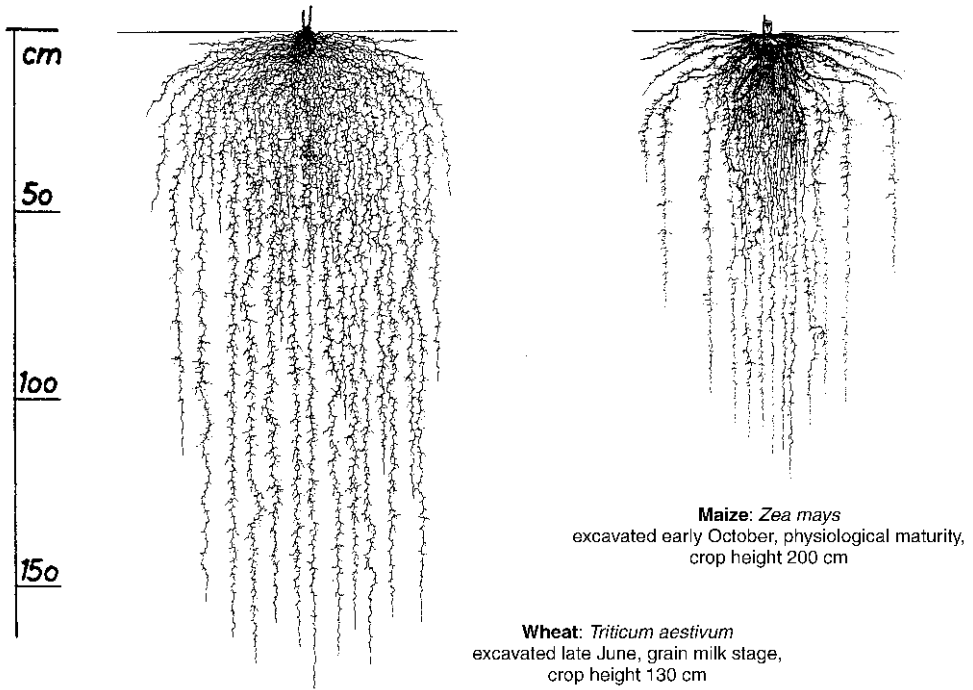 cm
50
100
150
Maize: Zea mays
excavated early October, physiological maturity,
crop height 200 cm
Wheat: Triticum aestivum
excavated late June, grain milk stage,
crop height 130 cm